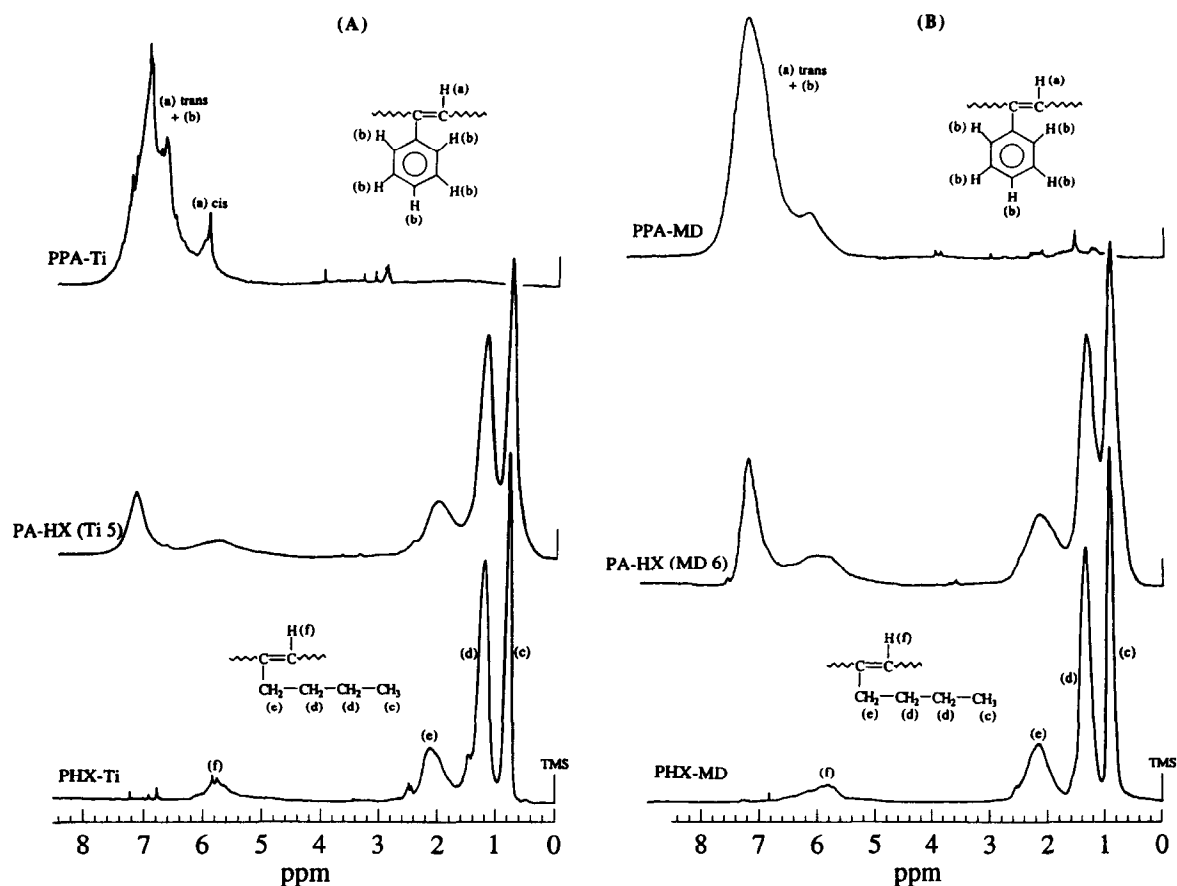 (A)
(a) trans
+ (b)
(a) cis
H (a)
C=C
(b) H
H (b)
(b) H
H (b)
H
(b)
PPA-Ti
PA-HX (Ti 5)
H (f)
C=C
CH₂—CH₂—CH₂—CH₃
(e) (d) (d) (c)
(d)
(c)
(e)
(f)
PHX-Ti
TMS
8 7 6 5 4 3 2 1 0
ppm
(B)
(a) trans
+ (b)
H (a)
C=C
(b) H
H (b)
(b) H
H (b)
H
(b)
PPA-MD
PA-HX (MD 6)
H (f)
C=C
CH₂—CH₂—CH₂—CH₃
(e) (d) (d) (c)
(d)
(c)
(e)
(f)
PHX-MD
TMS
8 7 6 5 4 3 2 1 0
ppm